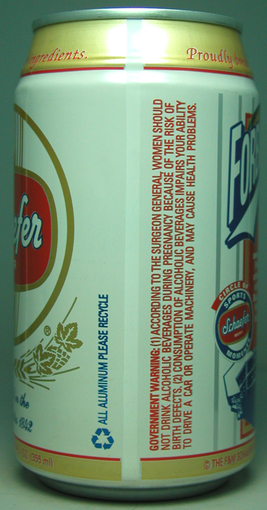 ingredients.
Proudly
GOVERNMENT WARNING: (1) ACCORDING TO THE SURGEON GENERAL, WOMEN SHOULD
NOT DRINK ALCOHOLIC BEVERAGES DURING PREGNANCY BECAUSE OF THE RISK OF
BIRTH DEFECTS. (2) CONSUMPTION OF ALCOHOLIC BEVERAGES IMPAIRS YOUR ABILITY
TO DRIVE A CAR OR OPERATE MACHINERY, AND MAY CAUSE HEALTH PROBLEMS.
ALL ALUMINUM PLEASE RECYCLE
®
CIRCLE OF
SPORTS
Schaefer
© THE F&M